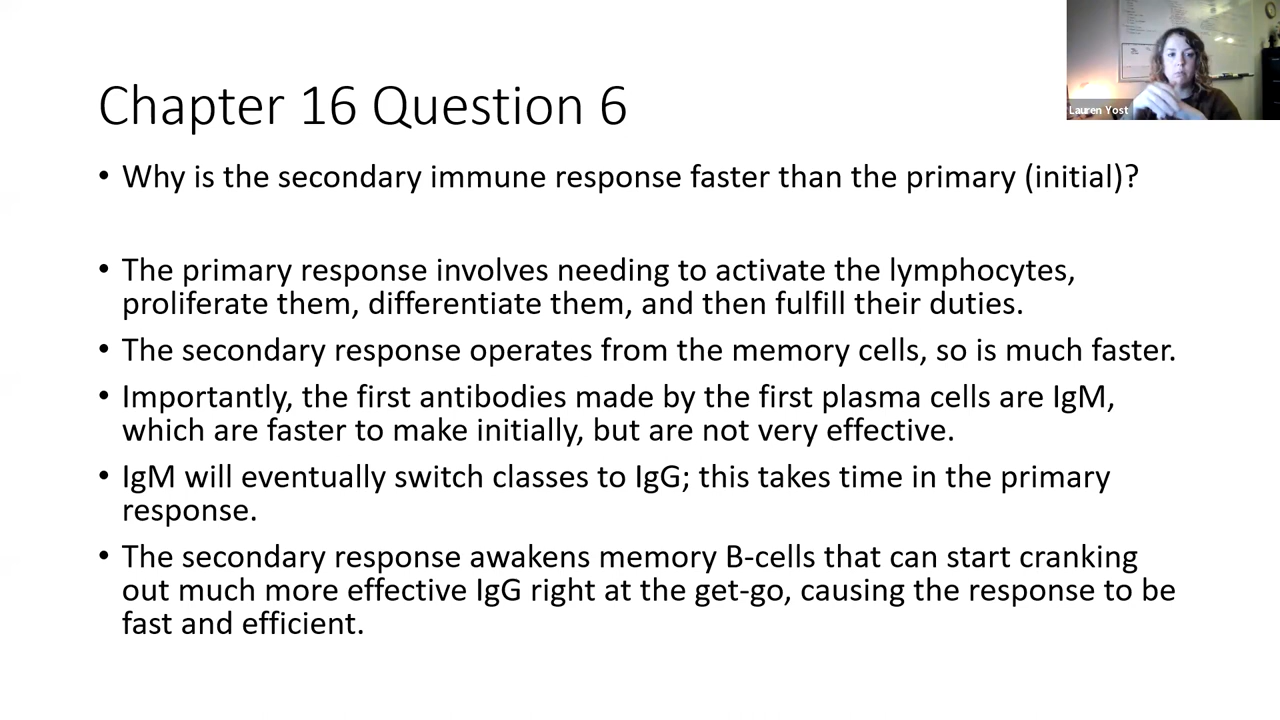 Chapter 16 Question 6
Lauren Yost
• Why is the secondary immune response faster than the primary (initial)?
• The primary response involves needing to activate the lymphocytes,
proliferate them, differentiate them, and then fulfill their duties.
• The secondary response operates from the memory cells, so is much faster.
• Importantly, the first antibodies made by the first plasma cells are IgM,
which are faster to make initially, but are not very effective.
• IgM will eventually switch classes to IgG; this takes time in the primary
response.
• The secondary response awakens memory B-cells that can start cranking
out much more effective IgG right at the get-go, causing the response to be
fast and efficient.